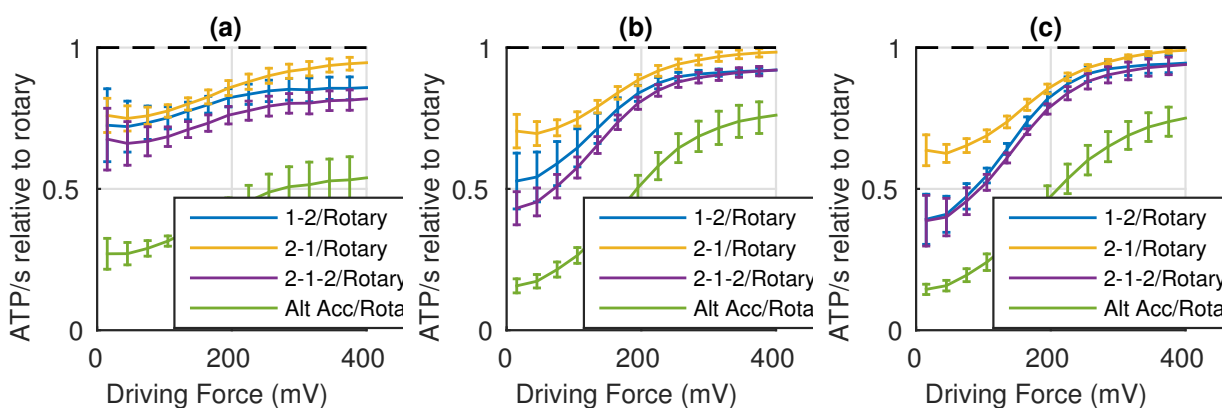 (a)
ATP/s relative to rotary
1
0.5
0
1-2/Rotary
2-1/Rotary
2-1-2/Rotary
Alt Acc/Rota
0 200 400
Driving Force (mV)
(b)
ATP/s relative to rotary
1
0.5
0
1-2/Rotary
2-1/Rotary
2-1-2/Rotary
Alt Acc/Rota
0 200 400
Driving Force (mV)
(c)
ATP/s relative to rotary
1
0.5
0
1-2/Rotary
2-1/Rotary
2-1-2/Rotary
Alt Acc/Rota
0 200 400
Driving Force (mV)